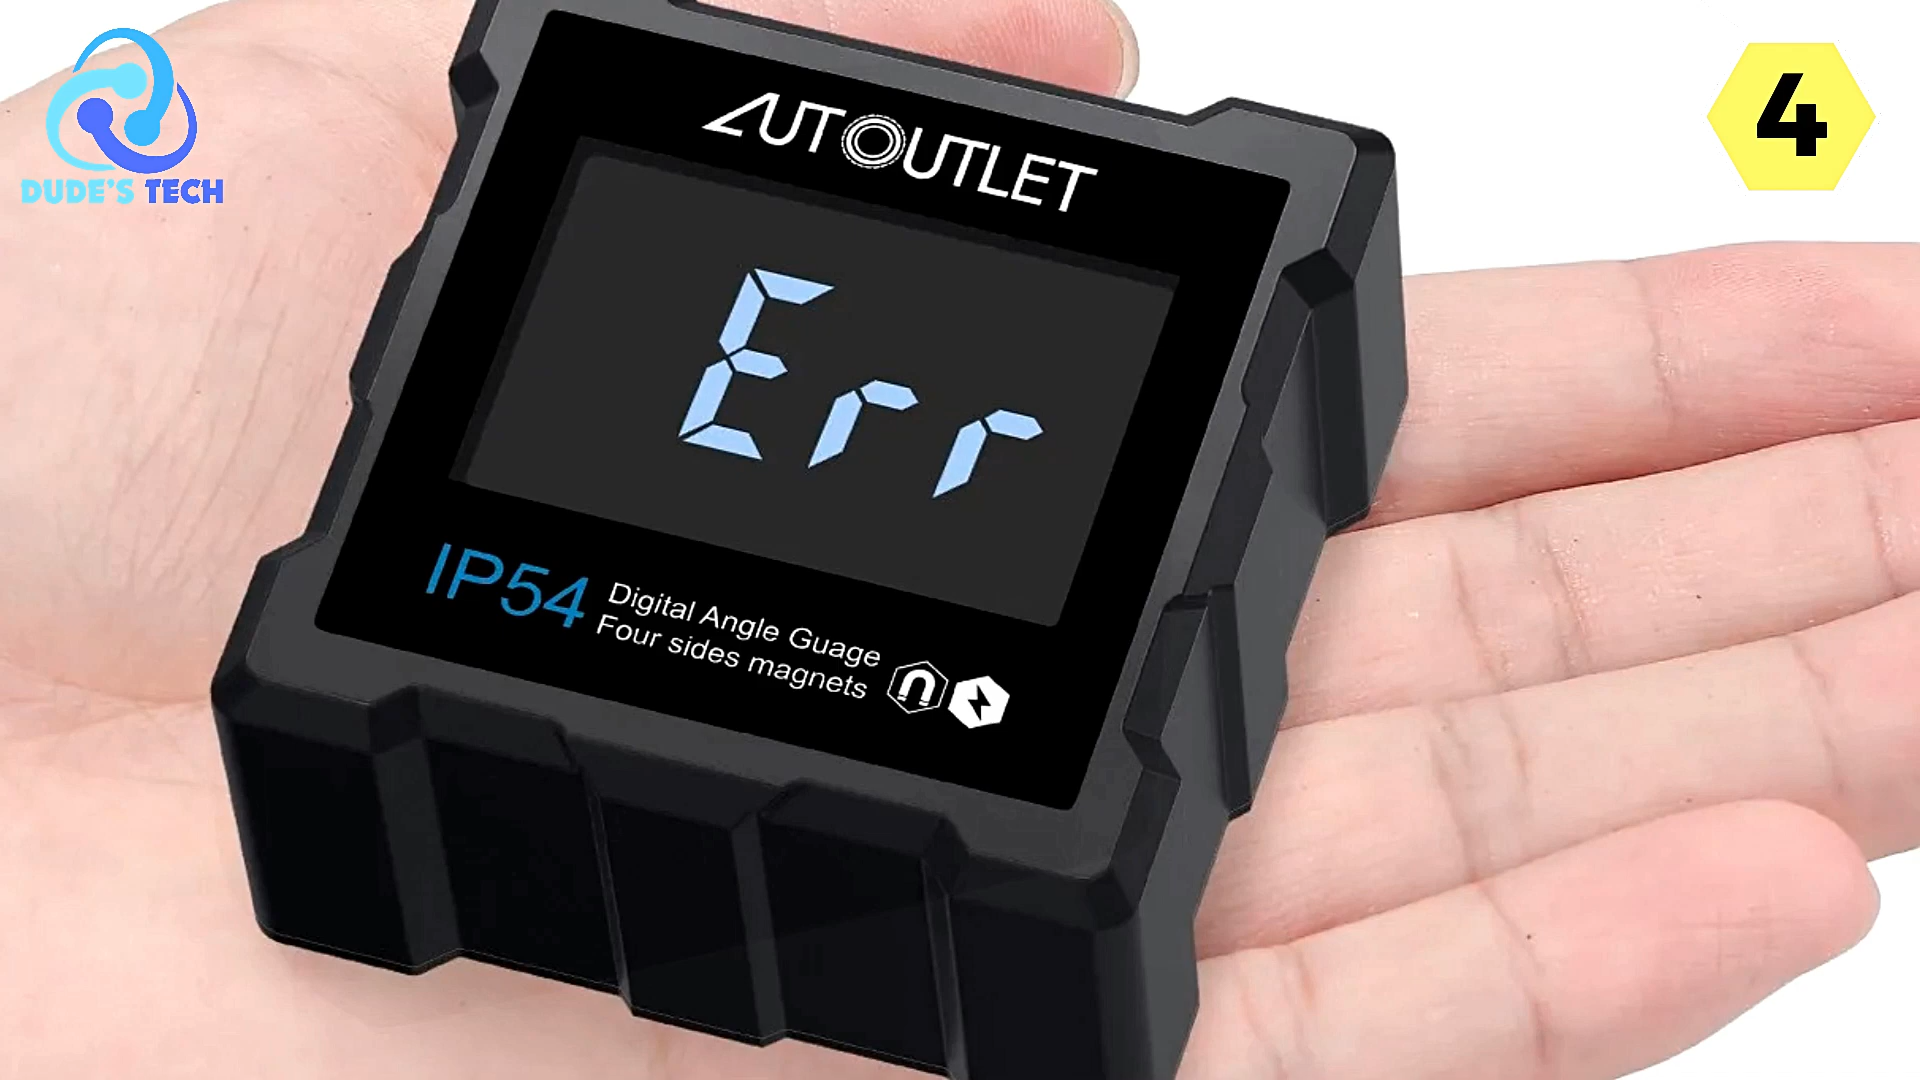 DUDE'S TECH
4
AUTOUTLET
Err
IP54
Digital Angle Guage
Four sides magnets